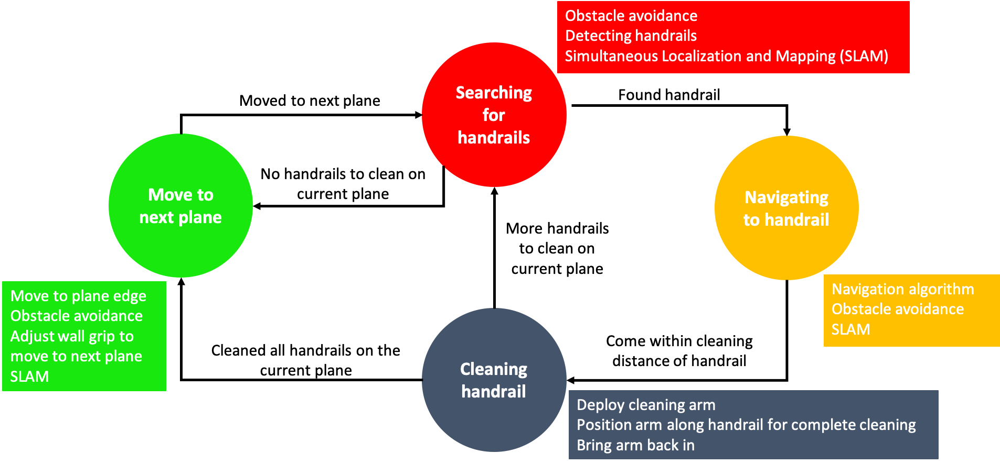 Obstacle avoidance
Detecting handrails
Simultaneous Localization and Mapping (SLAM)
Searching
for
handrails
Moved to next plane
Found handrail
No handrails to clean on
current plane
Move to
next plane
Navigating
to handrail
More handrails
to clean on
current plane
Move to plane edge
Obstacle avoidance
Adjust wall grip to
move to next plane
SLAM
Navigation algorithm
Obstacle avoidance
SLAM
Cleaned all handrails on the
current plane
Come within cleaning
distance of handrail
Cleaning
handrail
Deploy cleaning arm
Position arm along handrail for complete cleaning
Bring arm back in